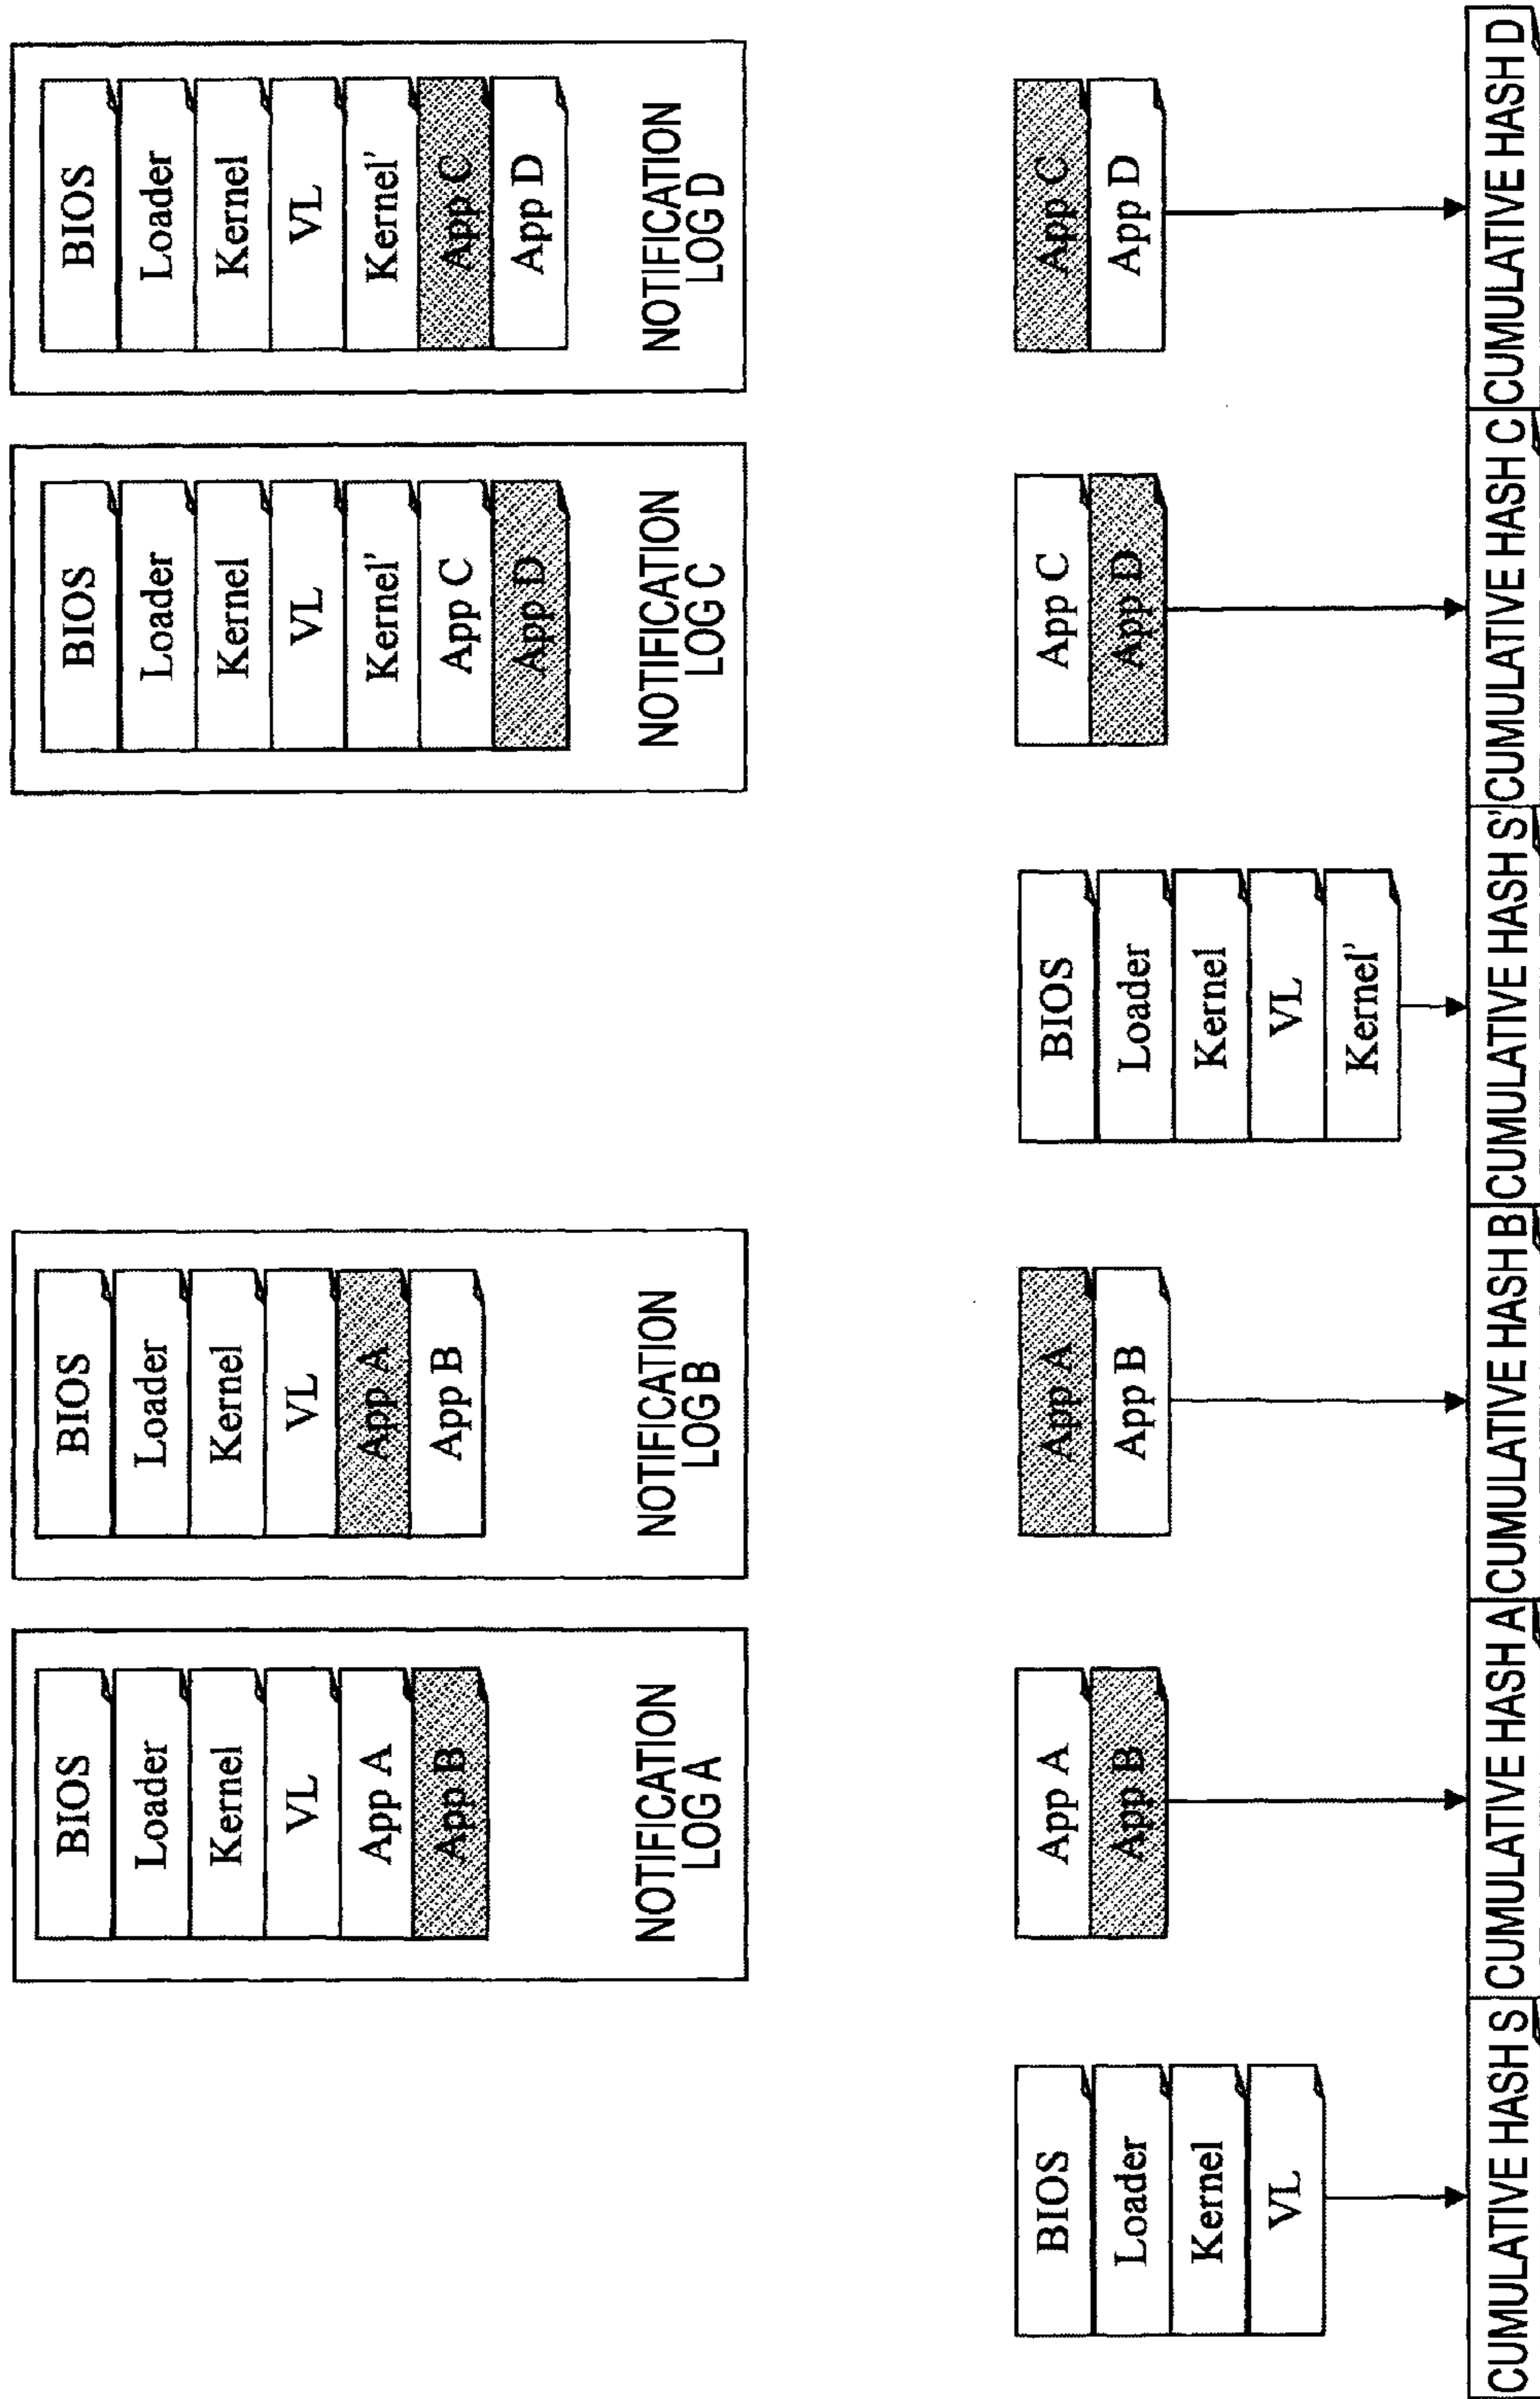 BIOS
Loader
Kernel
VL
App A
App B
NOTIFICATION
LOG A
BIOS
Loader
Kernel
VL
App A
App B
NOTIFICATION
LOG B
BIOS
Loader
Kernel
VL
Kernel'
App C
App D
NOTIFICATION
LOG C
BIOS
Loader
Kernel
VL
Kernel'
App C
App D
NOTIFICATION
LOG D
BIOS
Loader
Kernel
VL
App A
App B
App A
App B
BIOS
Loader
Kernel
VL
Kernel'
App C
App D
App C
App D
CUMULATIVE HASH S
CUMULATIVE HASH A
CUMULATIVE HASH B
CUMULATIVE HASH S'
CUMULATIVE HASH C
CUMULATIVE HASH D